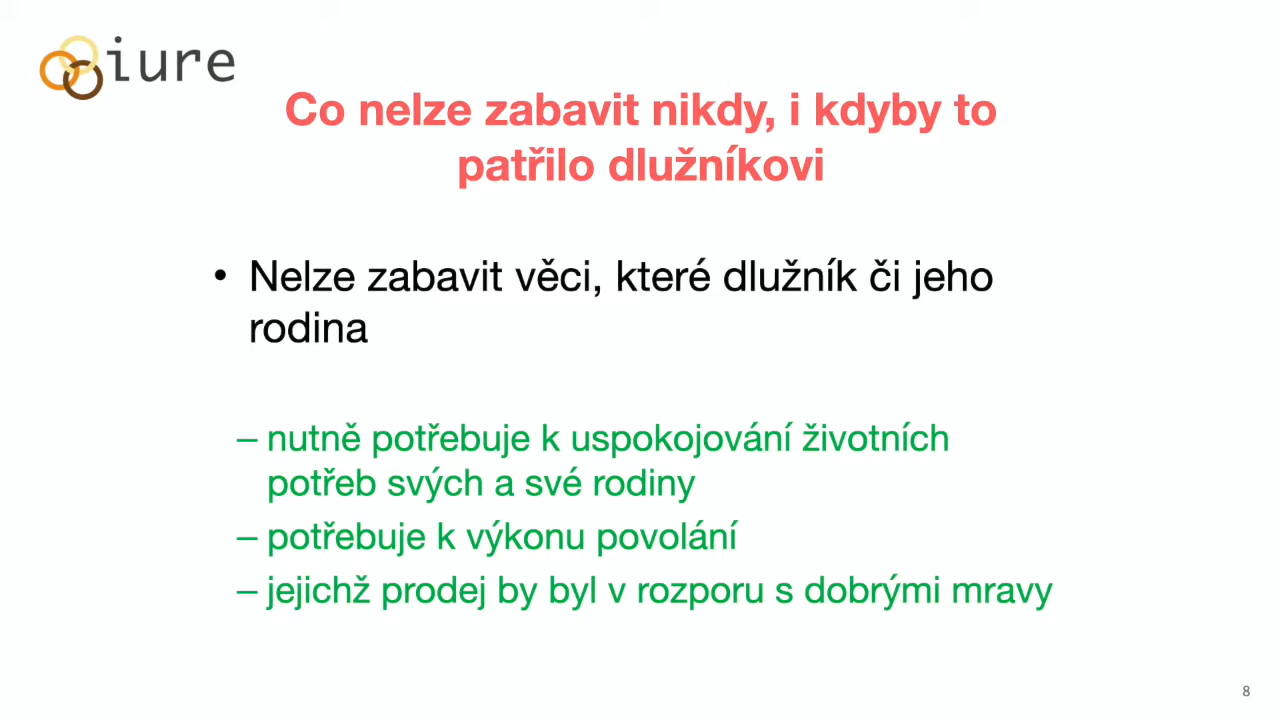 iure
Co nelze zabavit nikdy, i kdyby to
patřilo dlužníkovi
• Nelze zabavit věci, které dlužník či jeho
rodina
– nutně potřebuje k uspokojování životních
potřeb svých a své rodiny
– potřebuje k výkonu povolání
– jejichž prodej by byl v rozporu s dobrými mravy
8